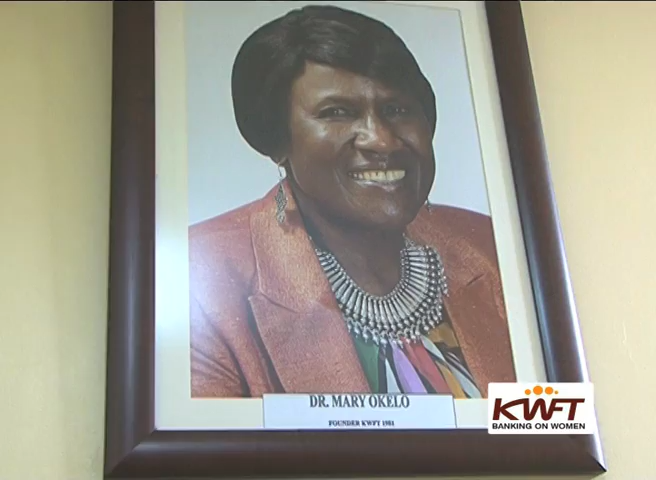 DR. MARY OKELO
FOUNDER KWFT 1981
KWFT
BANKING ON WOMEN